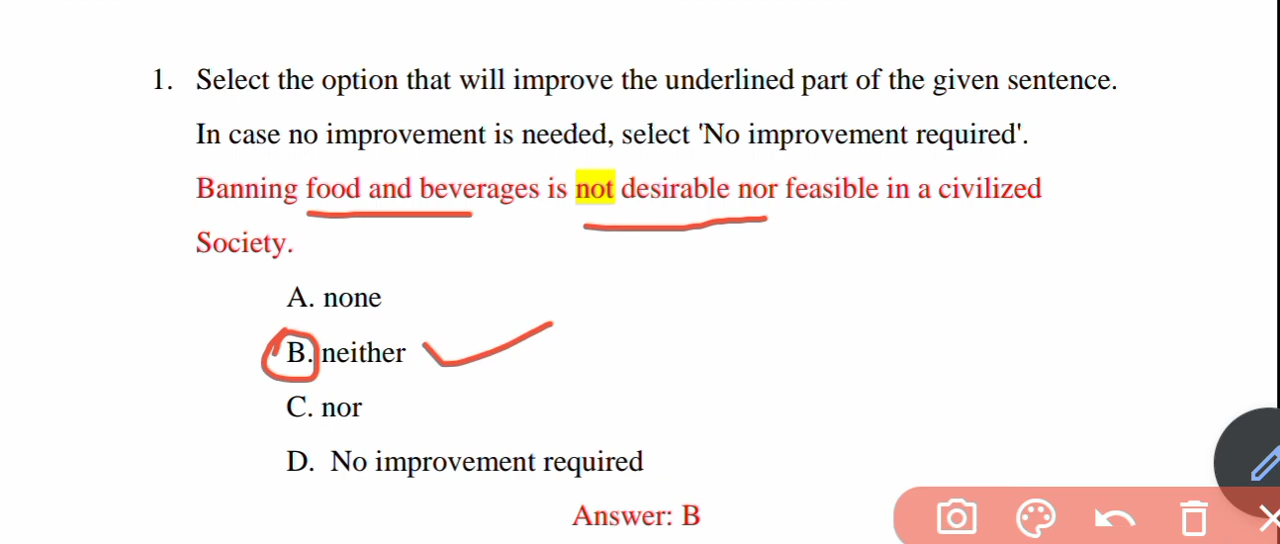 1. Select the option that will improve the underlined part of the given sentence.
In case no improvement is needed, select 'No improvement required'.
Banning food and beverages is not desirable nor feasible in a civilized
Society.
A. none
B. neither
C. nor
D. No improvement required
Answer: B